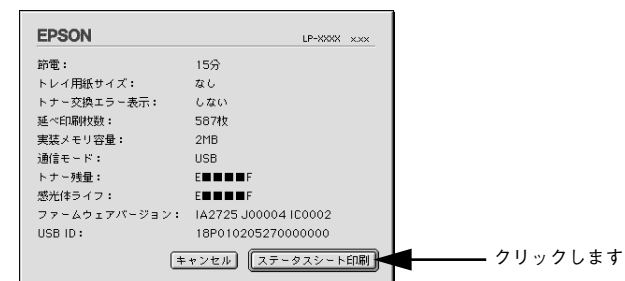 EPSON LP-XXXX x.xx
節電： 15分
トレイ用紙サイズ： なし
トナー交換エラー表示： しない
延べ印刷枚数： 587枚
実装メモリ容量： 2MB
通信モード： USB
トナー残量： E■■■■F
感光体ライフ： E■■■■F
ファームウェアバージョン： IA2725 J00004 IC0002
USB ID： 18P010205270000000
キャンセル ステータスシート印刷 クリックします